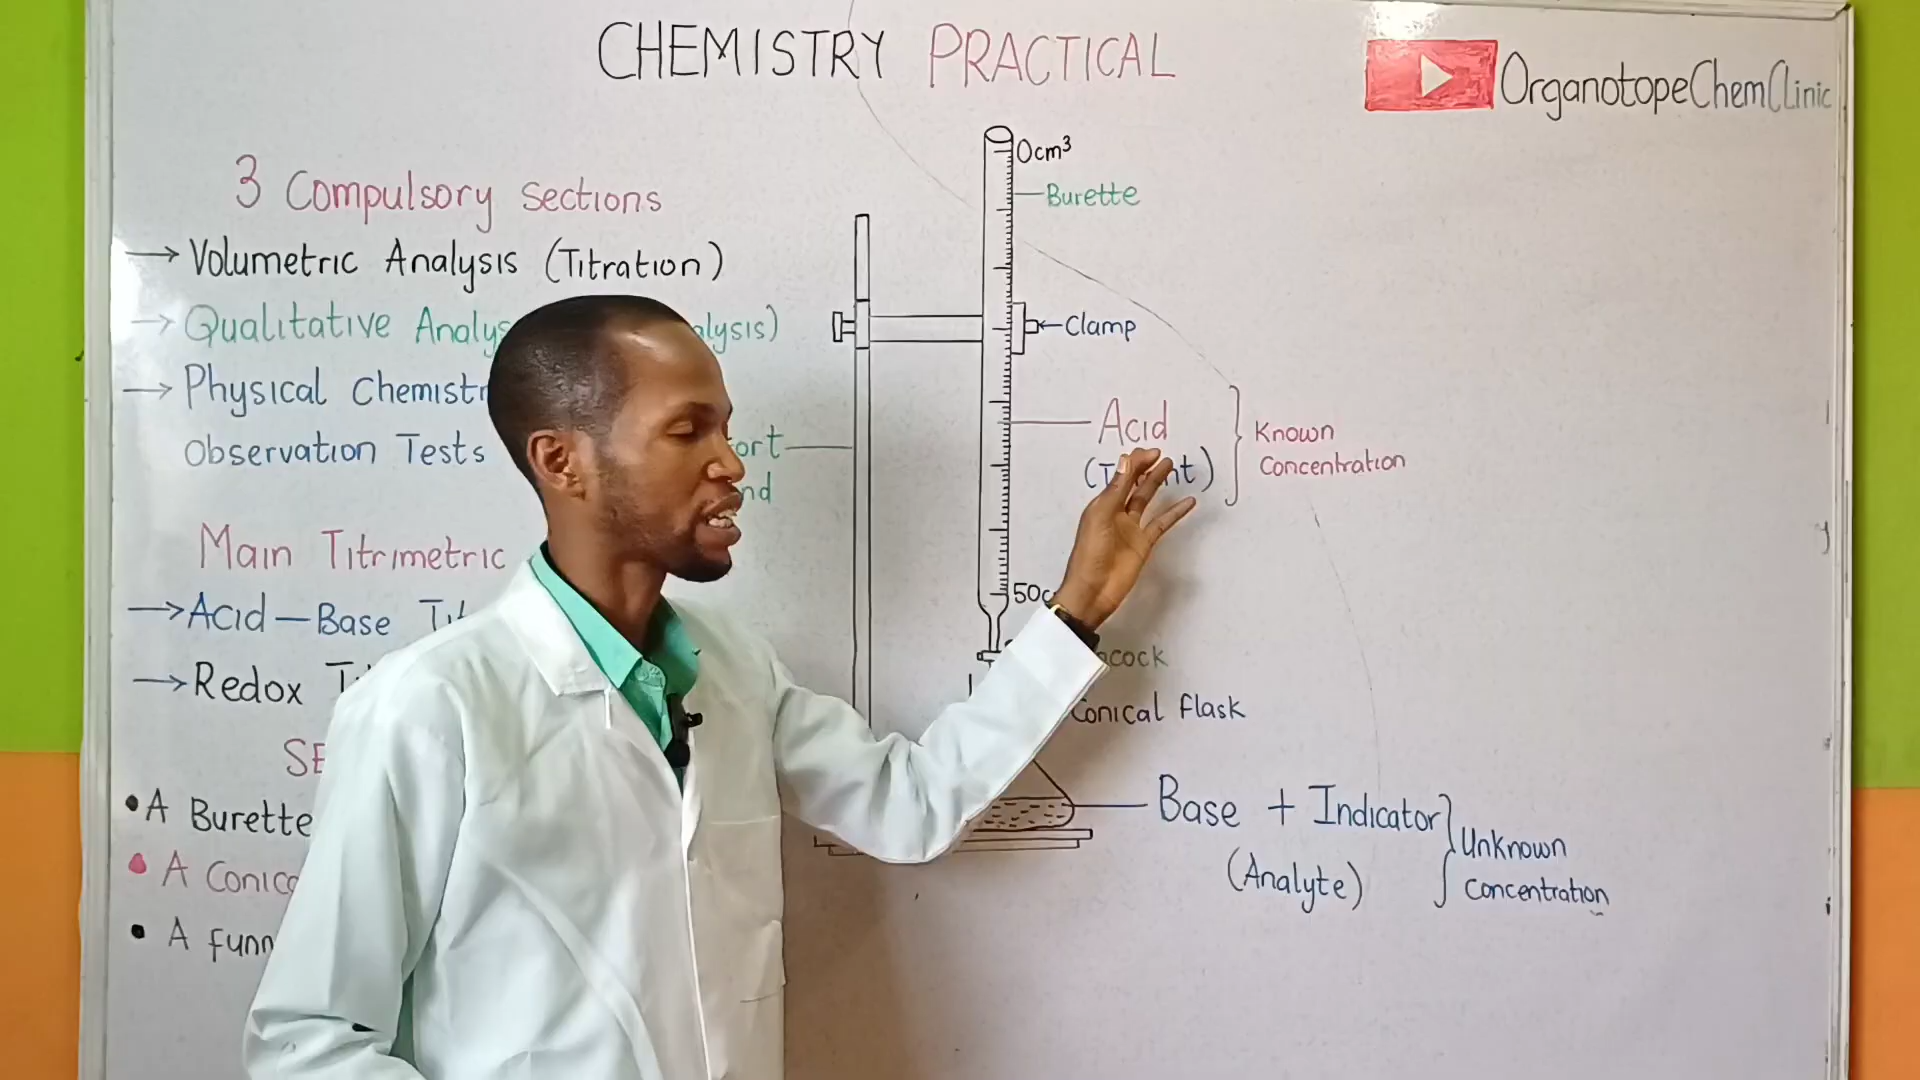 CHEMISTRY PRACTICAL
OrganotopeChemClinic
3 Compulsory Sections
→ Volumetric Analysis (Titration)
→ Qualitative
→ Physical
Observation Tests
Main Titrimetric
→ Acid – Base
→ Redox
• A Burette
• A
• A
0cm³
Burette
Clamp
Acid
Known
Concentration
Conical Flask
Base + Indicator
(Analyte)
Unknown
Concentration